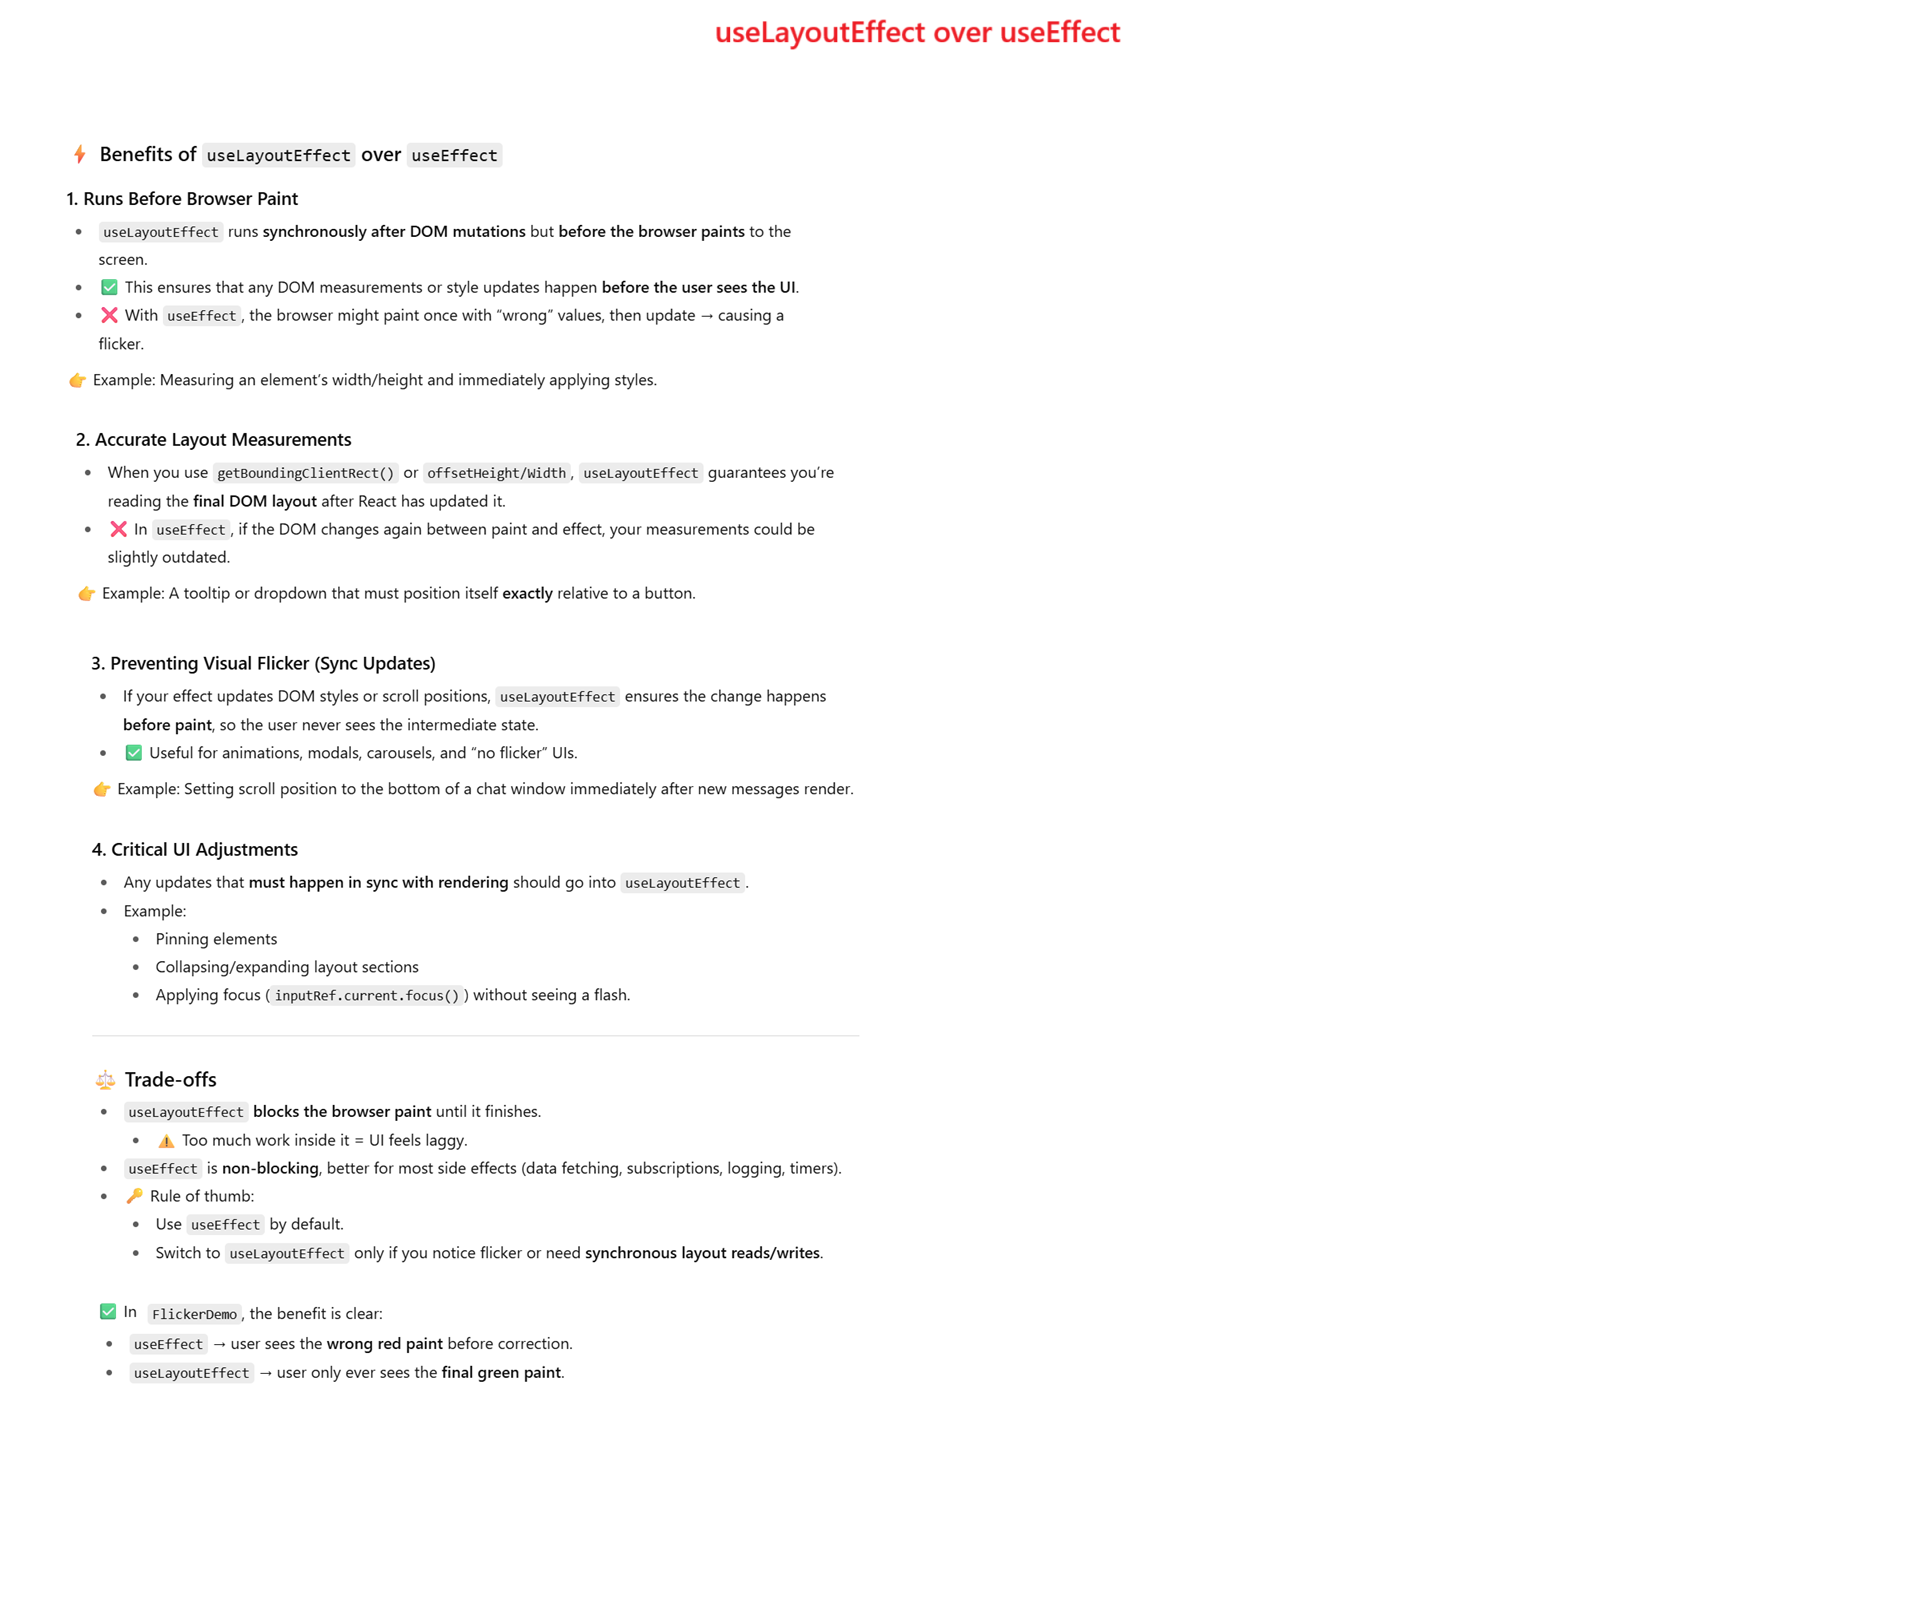 useLayoutEffect over useEffect
⚡ Benefits of useLayoutEffect over useEffect
1. Runs Before Browser Paint
• useLayoutEffect runs synchronously after DOM mutations but before the browser paints to the
screen.
• ✅ This ensures that any DOM measurements or style updates happen before the user sees the UI.
• ❌ With useEffect, the browser might paint once with “wrong” values, then update → causing a
flicker.
👉 Example: Measuring an element’s width/height and immediately applying styles.
2. Accurate Layout Measurements
• When you use getBoundingClientRect() or offsetHeight/Width, useLayoutEffect guarantees you’re
reading the final DOM layout after React has updated it.
• ❌ In useEffect, if the DOM changes again between paint and effect, your measurements could be
slightly outdated.
👉 Example: A tooltip or dropdown that must position itself exactly relative to a button.
3. Preventing Visual Flicker (Sync Updates)
• If your effect updates DOM styles or scroll positions, useLayoutEffect ensures the change happens
before paint, so the user never sees the intermediate state.
• ✅ Useful for animations, modals, carousels, and “no flicker” UIs.
👉 Example: Setting scroll position to the bottom of a chat window immediately after new messages render.
4. Critical UI Adjustments
• Any updates that must happen in sync with rendering should go into useLayoutEffect.
• Example:
• Pinning elements
• Collapsing/expanding layout sections
• Applying focus (inputRef.current.focus()) without seeing a flash.
⚖️ Trade-offs
• useLayoutEffect blocks the browser paint until it finishes.
• ⚠️ Too much work inside it = UI feels laggy.
• useEffect is non-blocking, better for most side effects (data fetching, subscriptions, logging, timers).
• 🔑 Rule of thumb:
• Use useEffect by default.
• Switch to useLayoutEffect only if you notice flicker or need synchronous layout reads/writes.
✅ In FlickerDemo, the benefit is clear:
• useEffect → user sees the wrong red paint before correction.
• useLayoutEffect → user only ever sees the final green paint.